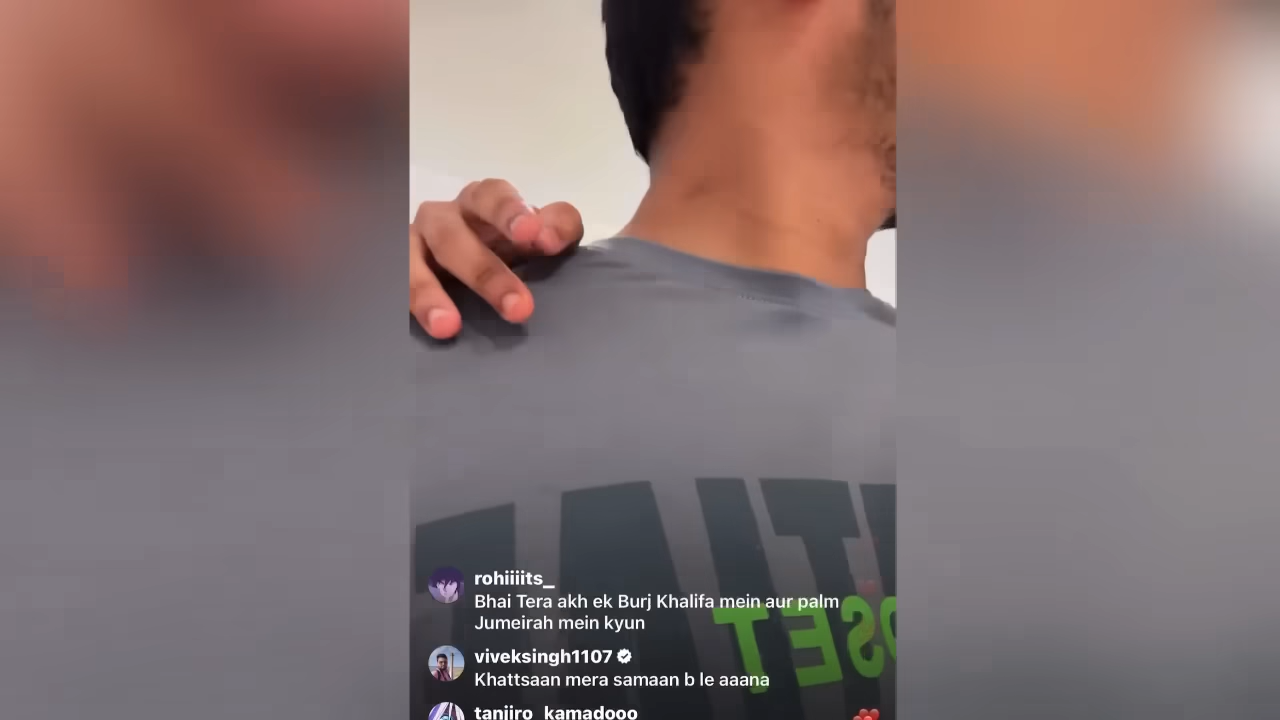 rohiiiits_
Bhai Tera akh ek Burj Khalifa mein aur palm
Jumeirah mein kyun
viveksingh1107
Khattsaan mera samaan b le aaana
tanjiro_kamadooo